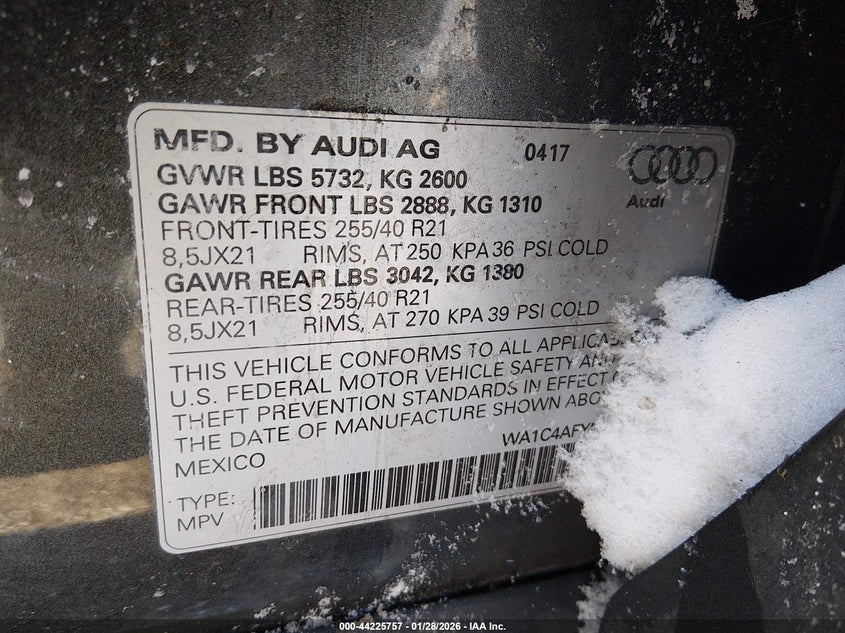 MFD. BY AUDI AG 0417
Audi
GVWR LBS 5732, KG 2600
GAWR FRONT LBS 2888, KG 1310
FRONT-TIRES 255/40 R21
8,5JX21 RIMS, AT 250 KPA 36 PSI COLD
GAWR REAR LBS 3042, KG 1380
REAR-TIRES 255/40 R21
8,5JX21 RIMS, AT 270 KPA 39 PSI COLD
THIS VEHICLE CONFORMS TO ALL
U.S. FEDERAL MOTOR VEHICLE SAFETY AND
THEFT PREVENTION STANDARDS IN EFFECT
THE DATE OF MANUFACTURE SHOWN
MEXICO WA1C4AFY
TYPE:
MPV
000-44225757 - 01/28/2026 - IAA Inc.